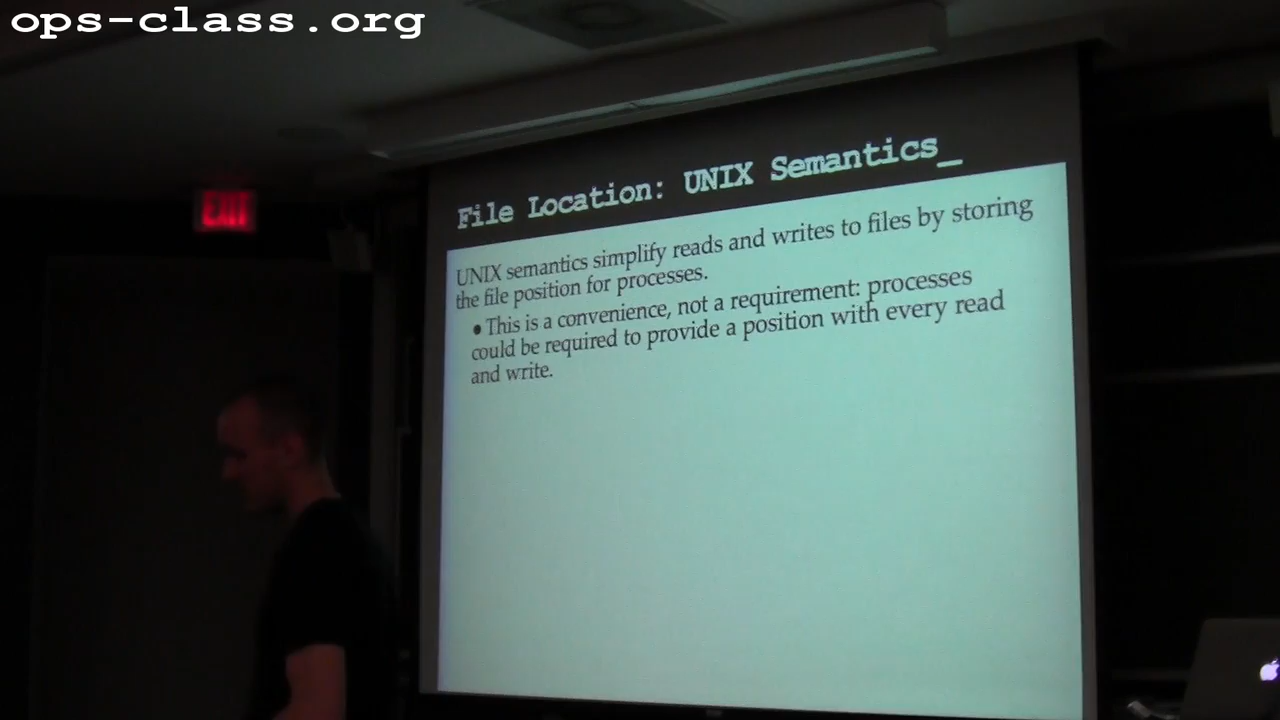 ops-class.org
EXIT
File Location: UNIX Semantics_
UNIX semantics simplify reads and writes to files by storing
the file position for processes.
● This is a convenience, not a requirement: processes
could be required to provide a position with every read
and write.